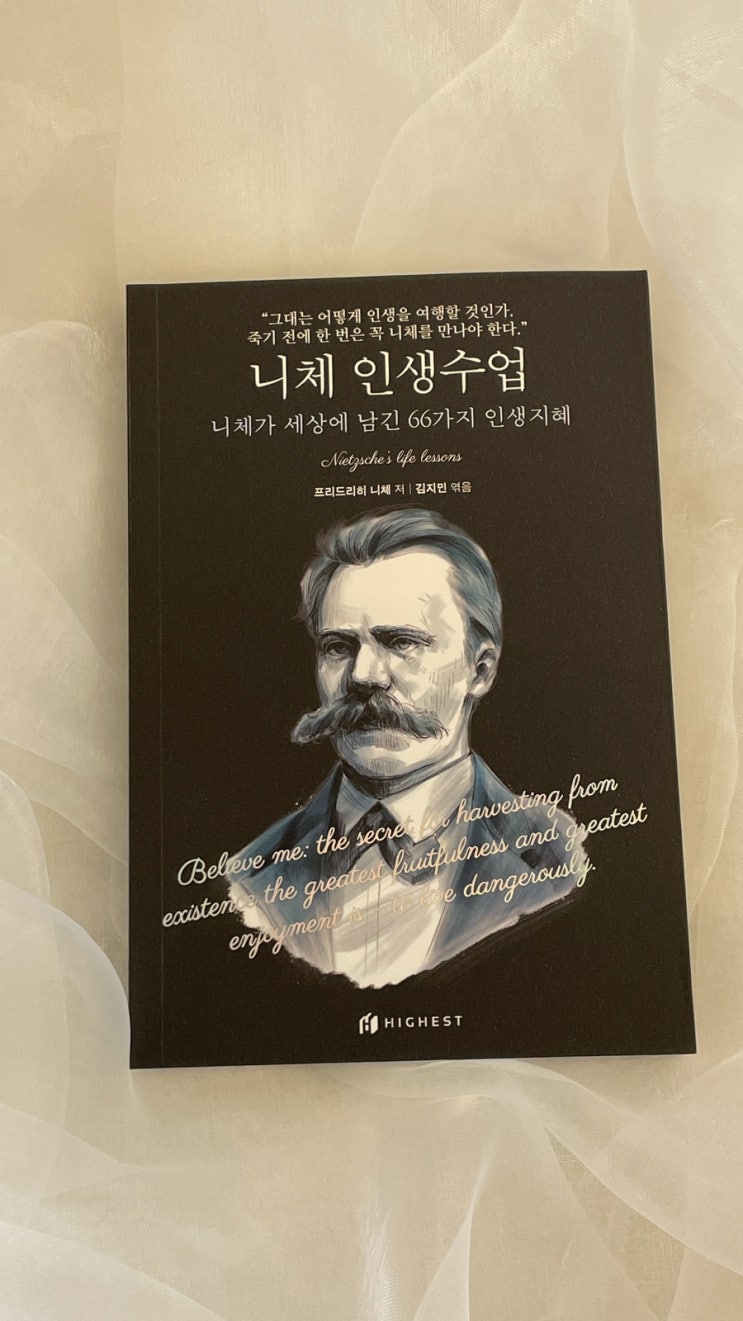 “그대는 어떻게 인생을 여행할 것인가.
죽기 전에 한 번은 꼭 니체를 만나야 한다.”
니체 인생수업
니체가 세상에 남긴 66가지 인생지혜
Nietzsche's life lessons
프리드리히 니체 저 | 김지민 엮음
Believe me: the secret for harvesting from
existence the greatest fruitfulness and greatest
enjoyment is - to live dangerously.
HIGHEST